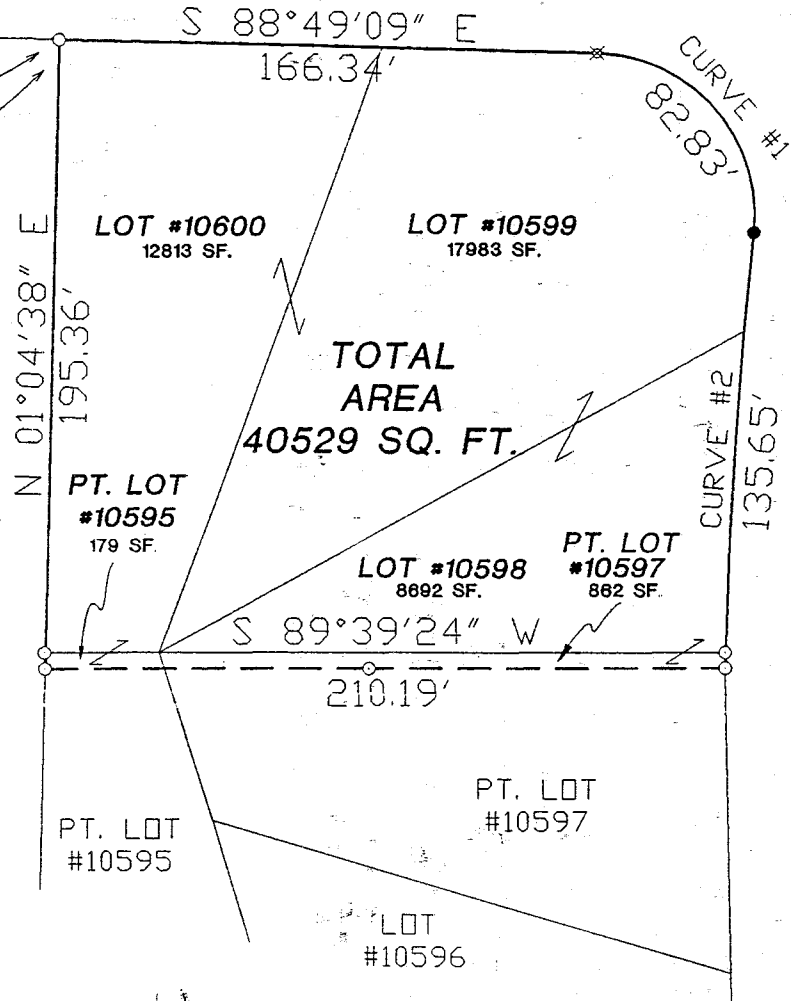 S 88°49'09" E
166.34'
CURVE #1
82.83'
LOT #10600
12813 SF.
LOT #10599
17983 SF.
N 01°04'38" E
195.36'
TOTAL
AREA
40529 SQ. FT.
CURVE #2
135.65'
PT. LOT
#10595
179 SF.
LOT #10598
8692 SF.
PT. LOT
#10597
862 SF.
S 89°39'24" W
210.19'
PT. LOT
#10595
PT. LOT
#10597
LOT
#10596